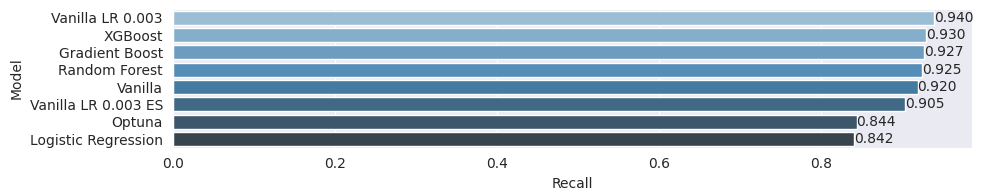 Vanilla LR 0.003 0.940
XGBoost 0.930
Gradient Boost 0.927
Random Forest 0.925
Vanilla 0.920
Vanilla LR 0.003 ES 0.905
Optuna 0.844
Logistic Regression 0.842
Model
0.0 0.2 0.4 0.6 0.8
Recall